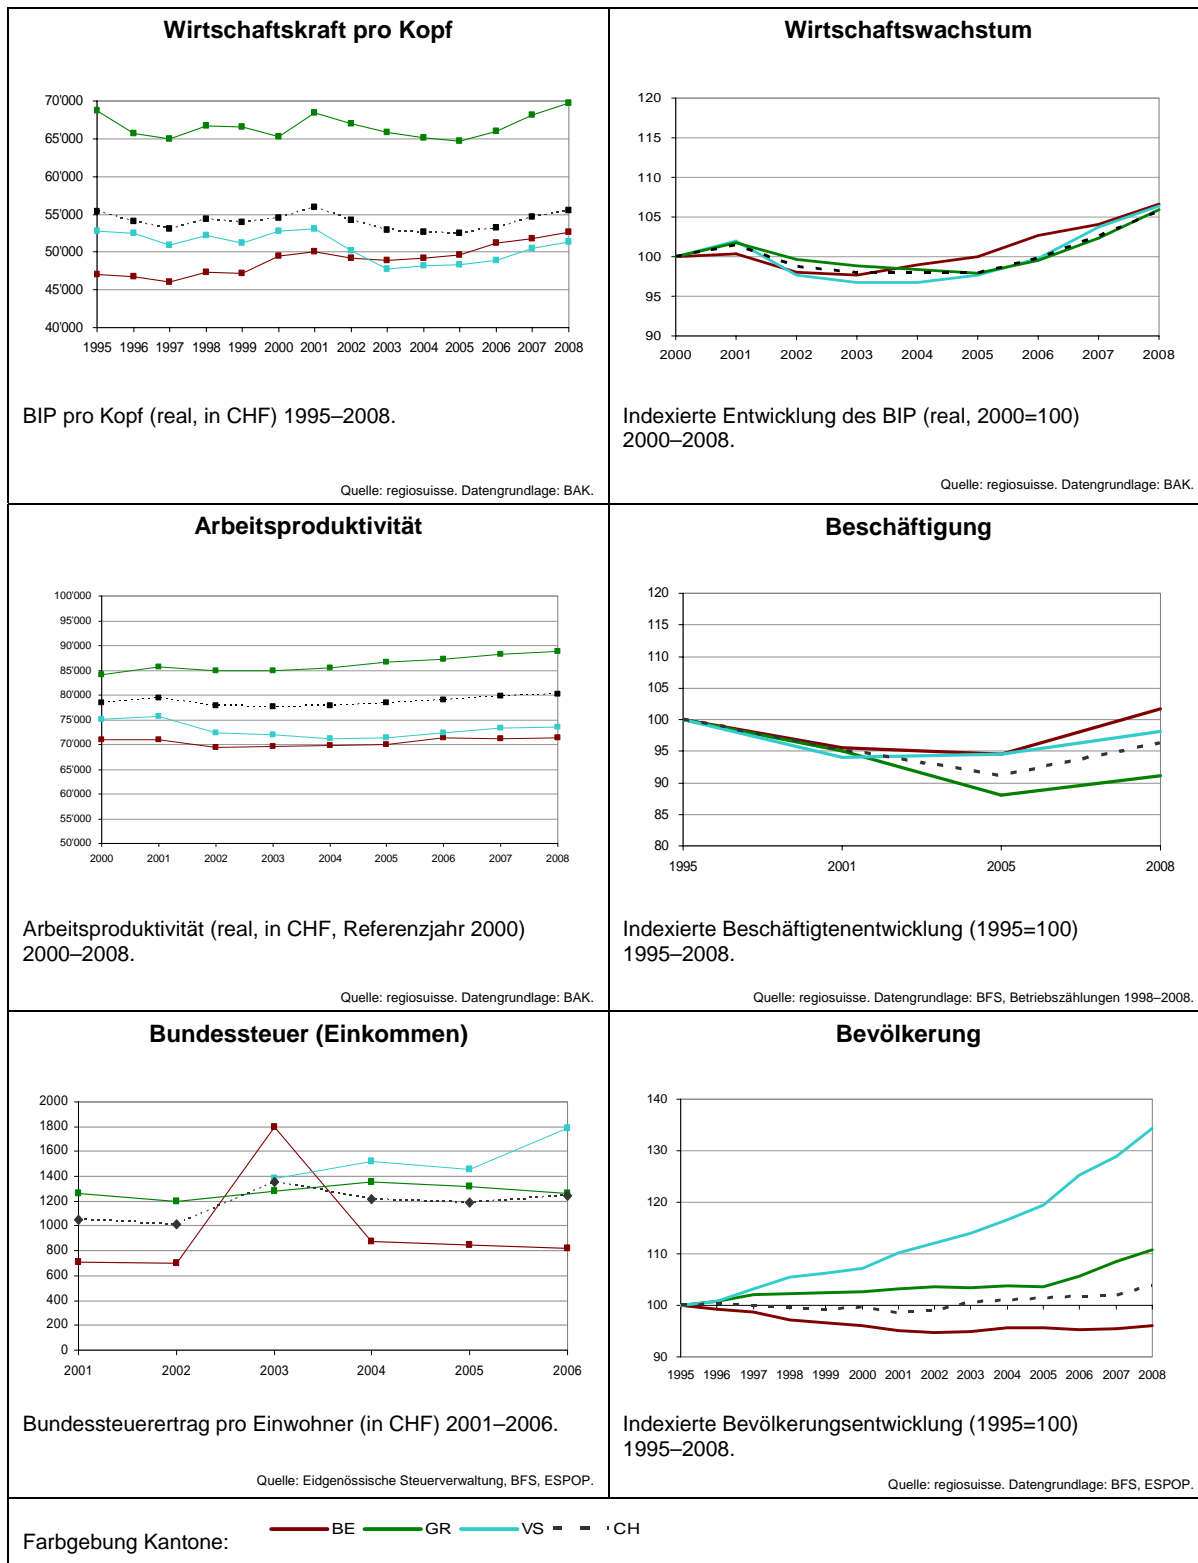 Wirtschaftskraft pro Kopf
70'000
65'000
60'000
55'000
50'000
45'000
40'000
1995 1996 1997 1998 1999 2000 2001 2002 2003 2004 2005 2006 2007 2008
BIP pro Kopf (real, in CHF) 1995–2008.
Quelle: regiosuisse. Datengrundlage: BAK.
Wirtschaftswachstum
120
115
110
105
100
95
90
2000 2001 2002 2003 2004 2005 2006 2007 2008
Indexierte Entwicklung des BIP (real, 2000=100)
2000–2008.
Quelle: regiosuisse. Datengrundlage: BAK.
Arbeitsproduktivität
100'000
95'000
90'000
85'000
80'000
75'000
70'000
65'000
60'000
55'000
50'000
2000 2001 2002 2003 2004 2005 2006 2007 2008
Arbeitsproduktivität (real, in CHF, Referenzjahr 2000)
2000–2008.
Quelle: regiosuisse. Datengrundlage: BAK.
Beschäftigung
120
115
110
105
100
95
90
85
80
1995 2001 2005 2008
Indexierte Beschäftigtenentwicklung (1995=100)
1995–2008.
Quelle: regiosuisse. Datengrundlage: BFS, Betriebszählungen 1998–2008.
Bundessteuer (Einkommen)
2000
1800
1600
1400
1200
1000
800
600
400
200
0
2001 2002 2003 2004 2005 2006
Bundessteuerertrag pro Einwohner (in CHF) 2001–2006.
Quelle: Eidgenössische Steuerverwaltung, BFS, ESPOP.
Bevölkerung
140
130
120
110
100
90
1995 1996 1997 1998 1999 2000 2001 2002 2003 2004 2005 2006 2007 2008
Indexierte Bevölkerungsentwicklung (1995=100)
1995–2008.
Quelle: regiosuisse. Datengrundlage: BFS, ESPOP.
Farbgebung Kantone: BE GR VS CH